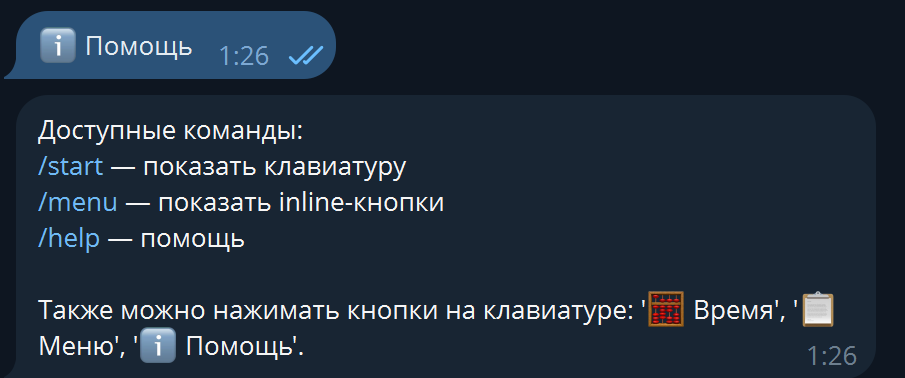 ℹ️ Помощь 1:26
Доступные команды:
/start — показать клавиатуру
/menu — показать inline-кнопки
/help — помощь
Также можно нажимать кнопки на клавиатуре: '🧮 Время', '📋
Меню', 'ℹ️ Помощь'.
1:26